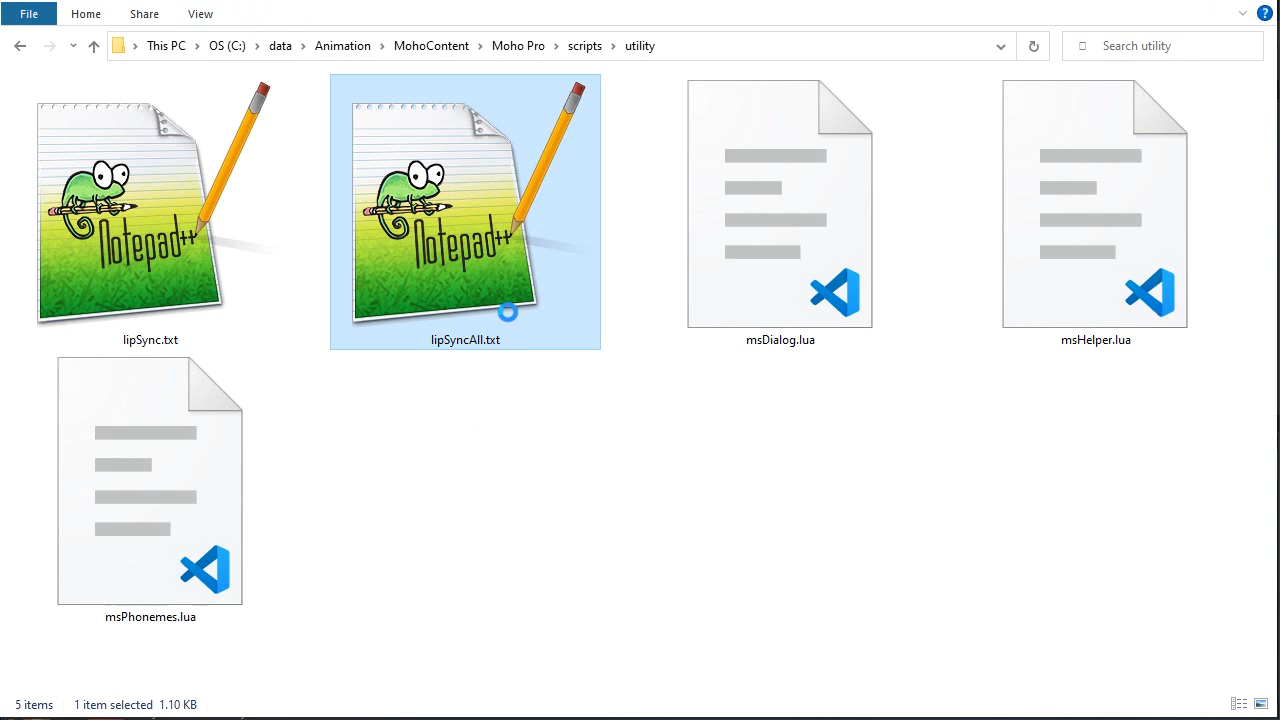 File Home Share View
This PC OS (C:) data Animation MohoContent Moho Pro scripts utility
Search utility
Notepad++ Notepad++
lipSync.txt lipSyncAll.txt msDialog.lua msHelper.lua
msPhonemes.lua
5 items 1 item selected 1.10 KB